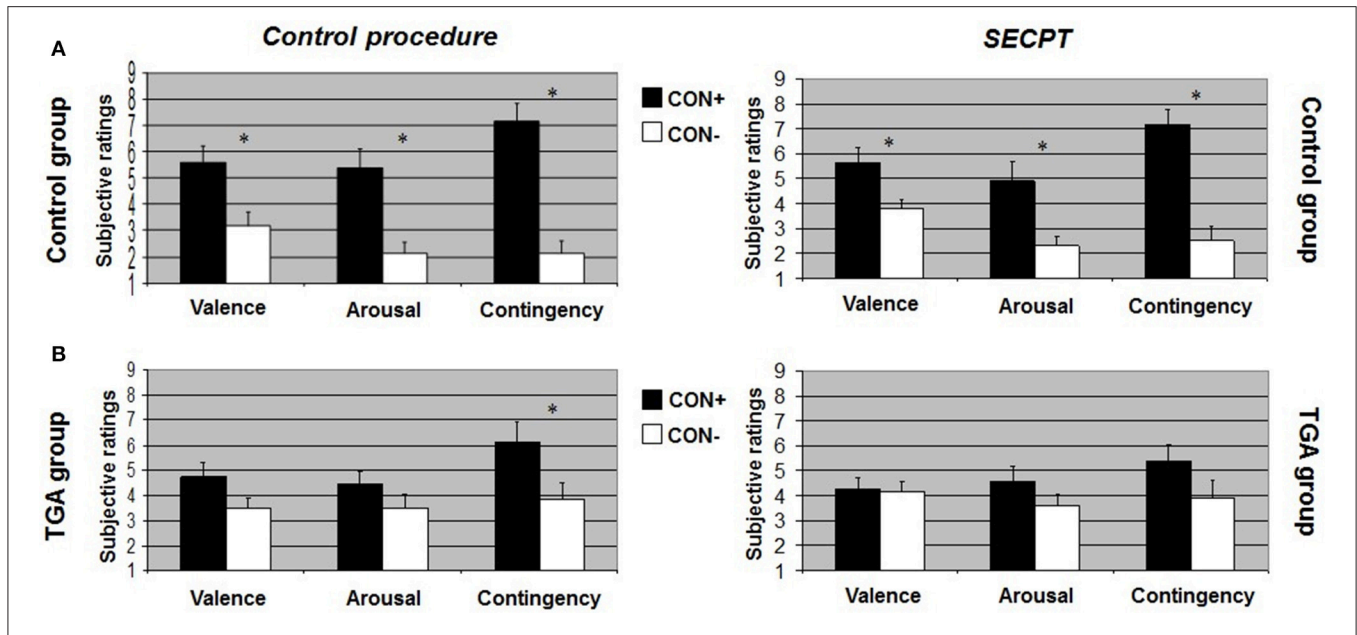 Control procedure
SECPT
A
Control group
Subjective ratings
9
8
7
6
5
4
3
2
1
*
*
*
Valence Arousal Contingency
CON+
CON-
Subjective ratings
9
8
7
6
5
4
3
2
1
*
*
*
Valence Arousal Contingency
Control group
B
TGA group
Subjective ratings
9
8
7
6
5
4
3
2
1
*
Valence Arousal Contingency
CON+
CON-
Subjective ratings
9
8
7
6
5
4
3
2
1
Valence Arousal Contingency
TGA group